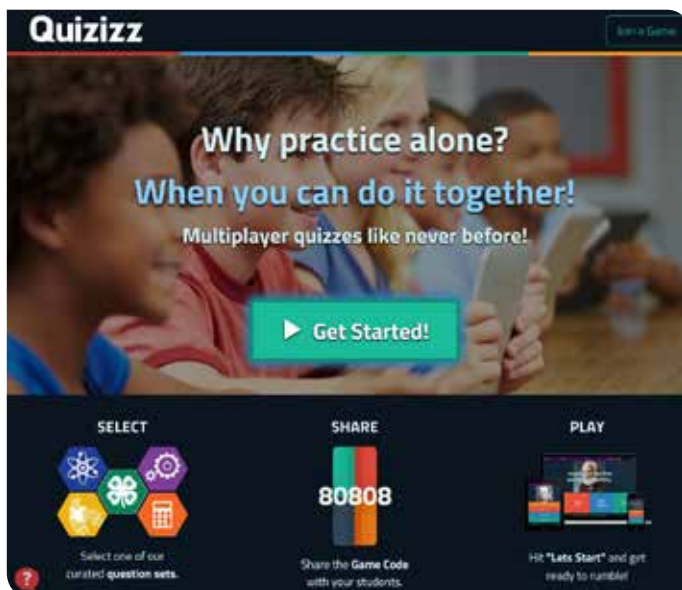 Quizizz
Join a Game
Why practice alone?
When you can do it together!
Multiplayer quizzes like never before!
Get Started!
SELECT
SHARE
PLAY
80808
Select one of our
curated question sets.
Share the Game Code
with your students.
Hit "Lets Start" and get
ready to rumble!
?